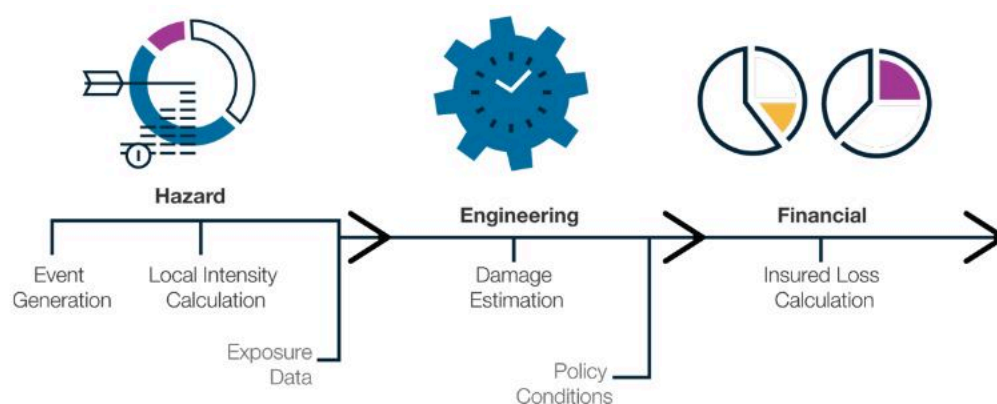 Hazard
Engineering
Financial
Event
Generation
Local Intensity
Calculation
Damage
Estimation
Insured Loss
Calculation
Exposure
Data
Policy
Conditions